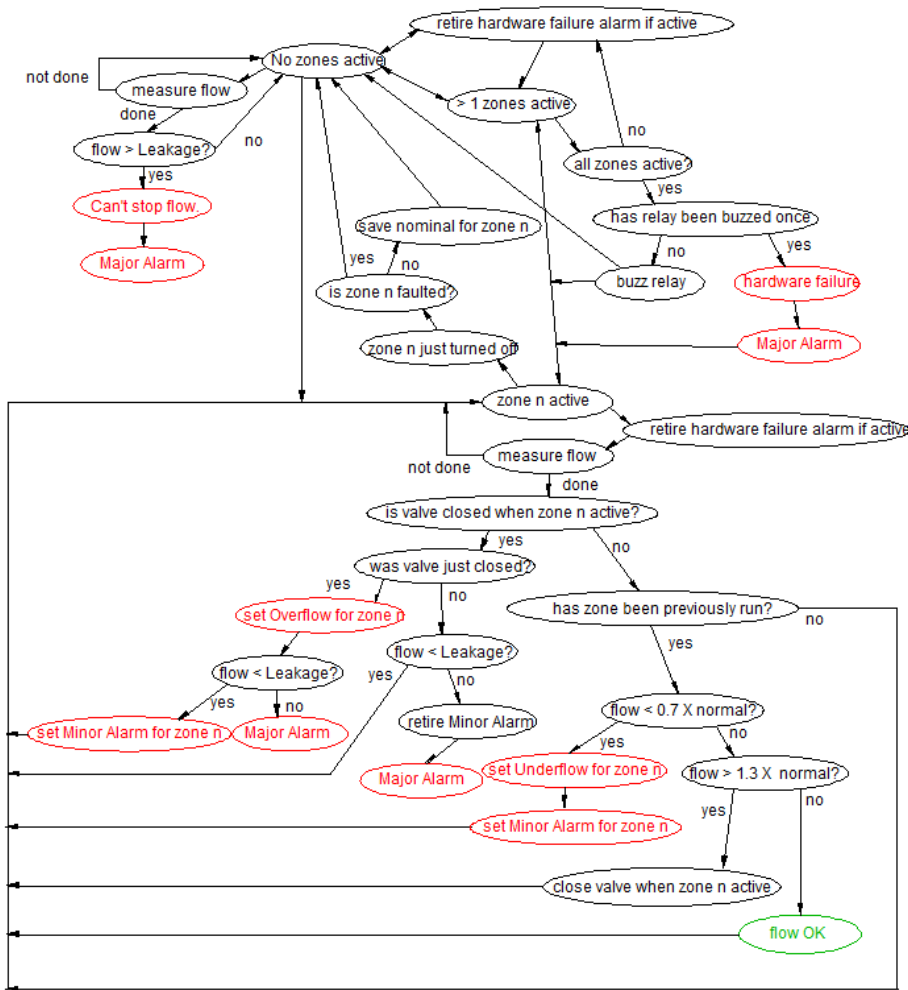 retire hardware failure alarm if active
No zones active
not done
measure flow
> 1 zones active
done
no
flow > Leakage?
no
all zones active?
yes
yes
Can't stop flow.
has relay been buzzed once
save nominal for zone n
yes
no
no
yes
Major Alarm
is zone n faulted?
buzz relay
hardware failure
zone n just turned off
Major Alarm
zone n active
retire hardware failure alarm if active
measure flow
not done
done
is valve closed when zone n active?
yes
no
was valve just closed?
yes
no
set Overflow for zone n
has zone been previously run?
no
flow < Leakage?
yes
flow < Leakage?
yes
no
yes
no
set Minor Alarm for zone n
Major Alarm
retire Minor Alarm
flow < 0.7 X normal?
no
yes
Major Alarm
set Underflow for zone n
flow > 1.3 X normal?
yes
no
set Minor Alarm for zone n
close valve when zone n active
flow OK